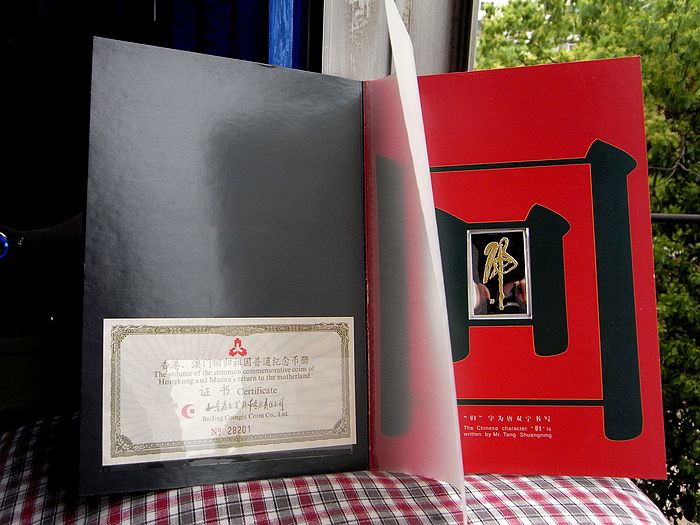 香港、澳门回归祖国普通纪念币册
The volume of the common commemorative coins of
Hongkong and Macau's return to the motherland
证书 Certificate
BeiJing Coingot Coins Co., Ltd.
№ 28201
“归”字为唐双宁书写
The Chinese character “归” is
written by Mr. Tang Shuangning